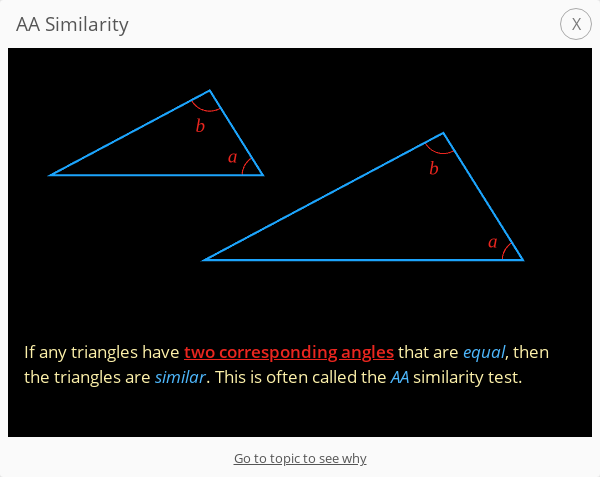 AA Similarity
X
b
a
b
a
If any triangles have two corresponding angles that are equal, then
the triangles are similar. This is often called the AA similarity test.
Go to topic to see why